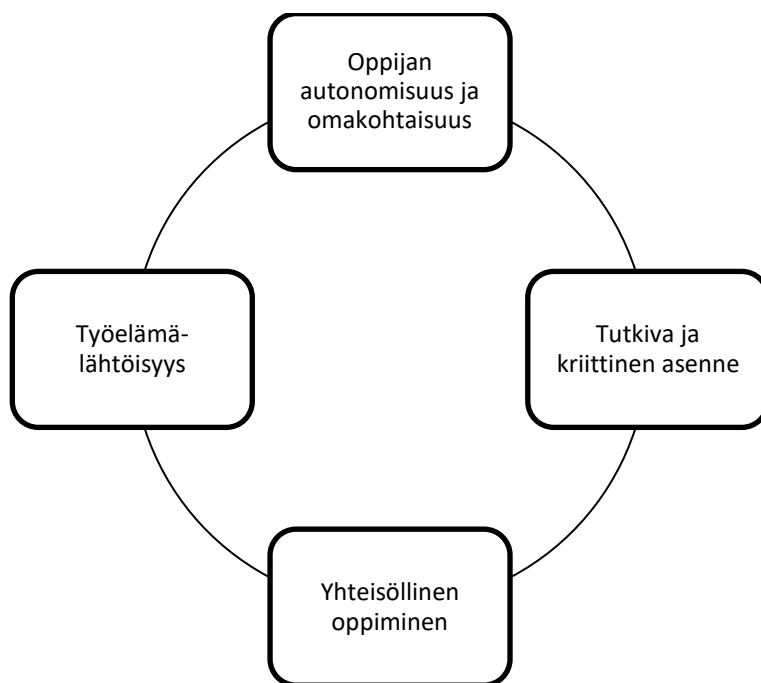 Oppijan
autonomisuus ja
omakohtaisuus
Työelämä-
lähtöisyys
Tutkiva ja
kriittinen asenne
Yhteisöllinen
oppiminen